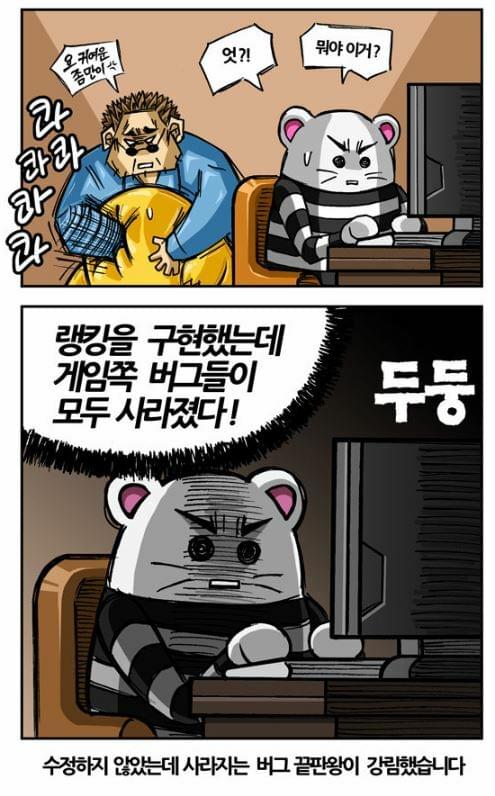 오 귀여운
좀만이
엇?!
뭐야 이거?
콰
콰콰
콰
콰
랭킹을 구현했는데
게임쪽 버그들이
모두 사라졌다!
두둥
수정하지 않았는데 사라지는 버그 끝판왕이 강림했습니다